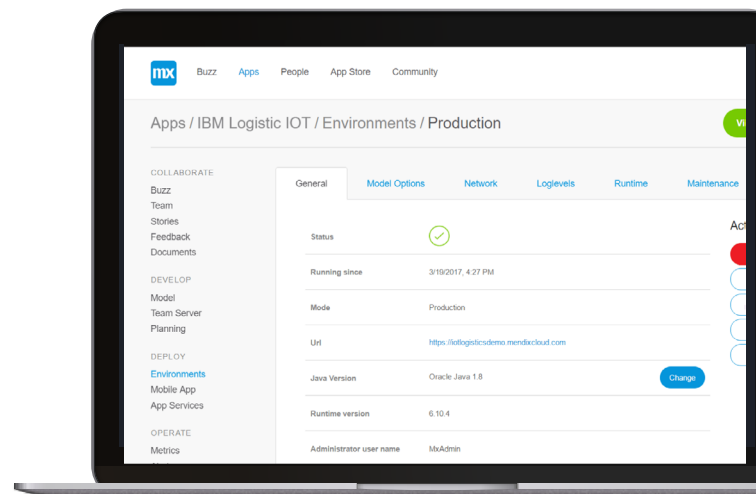 mx Buzz Apps People App Store Community
Apps / IBM Logistic IOT / Environments / Production
COLLABORATE
Buzz
Team
Stories
Feedback
Documents
DEVELOP
Model
Team Server
Planning
DEPLOY
Environments
Mobile App
App Services
OPERATE
Metrics
General Model Options Network Loglevels Runtime Maintenance
Status
Running since 3/19/2017, 4:27 PM
Mode Production
Url https://iotlogisticsdemo.mendixcloud.com
Java Version Oracle Java 1.8 Change
Runtime version 6.10.4
Administrator user name MxAdmin